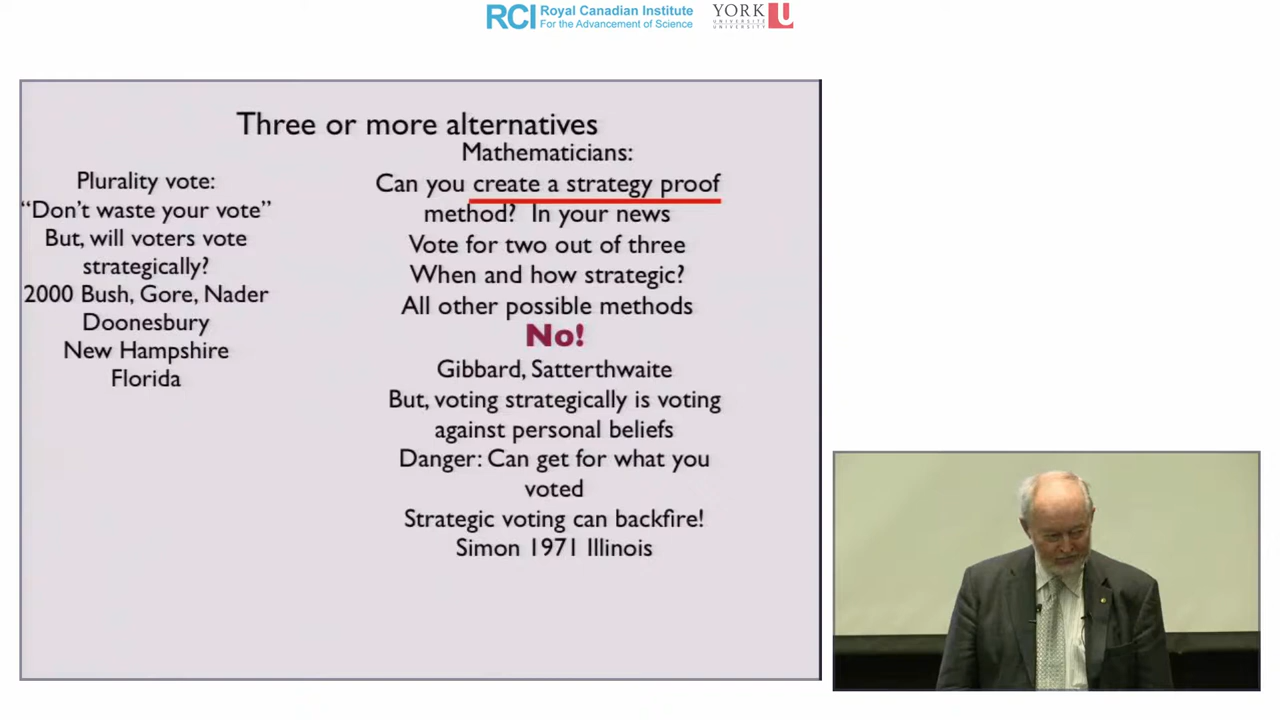 RCI Royal Canadian Institute
For the Advancement of Science
YORK U
UNIVERSITÉ
UNIVERSITY
Three or more alternatives
Plurality vote:
“Don’t waste your vote”
But, will voters vote
strategically?
2000 Bush, Gore, Nader
Doonesbury
New Hampshire
Florida
Mathematicians:
Can you create a strategy proof
method? In your news
Vote for two out of three
When and how strategic?
All other possible methods
No!
Gibbard, Satterthwaite
But, voting strategically is voting
against personal beliefs
Danger: Can get for what you
voted
Strategic voting can backfire!
Simon 1971 Illinois